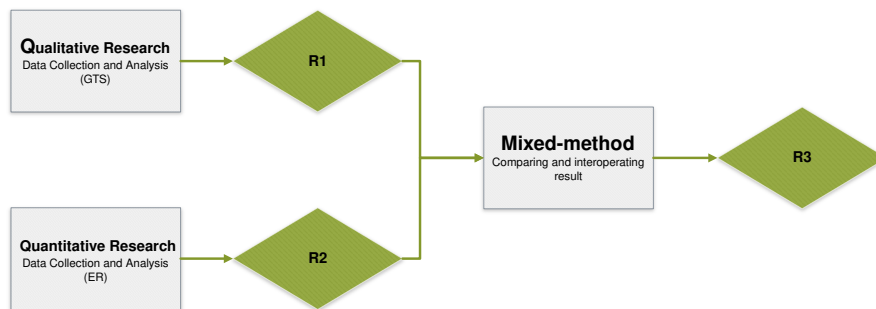 Qualitative Research
Data Collection and Analysis
(GTS)
R1
Quantitative Research
Data Collection and Analysis
(ER)
R2
Mixed-method
Comparing and interoperating
result
R3